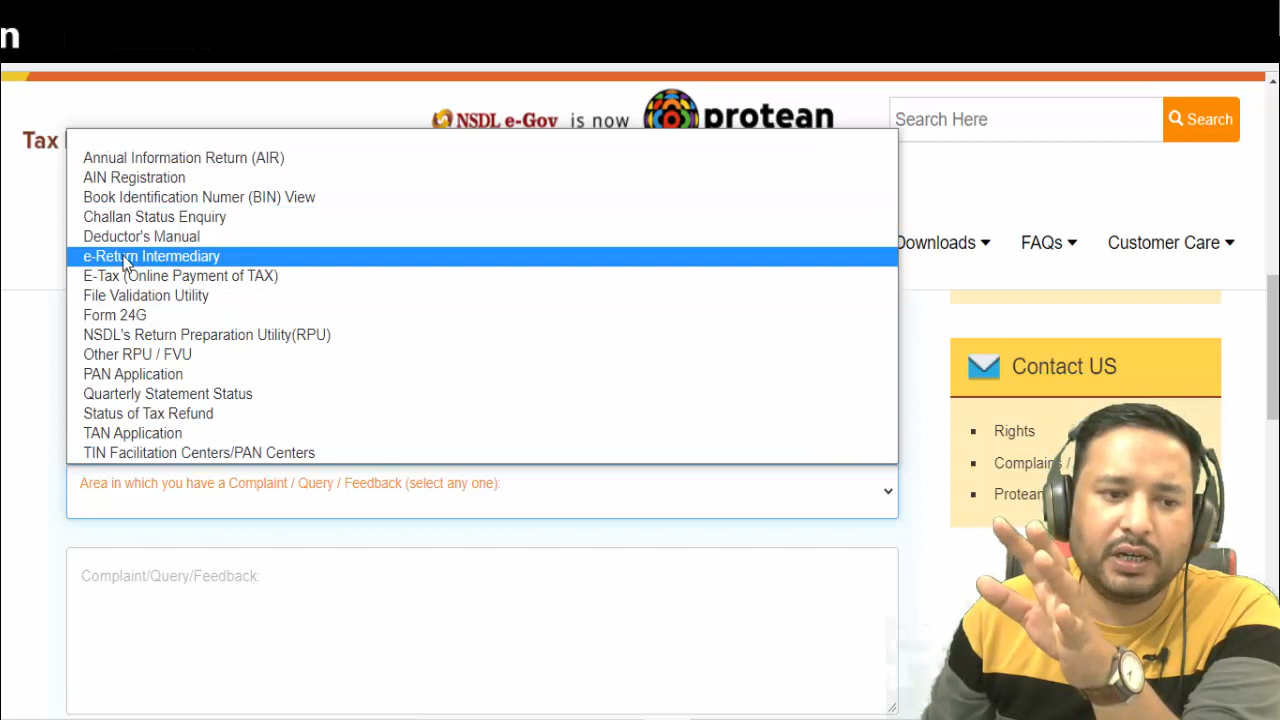 n
NSDL e-Gov is now protean
Search Here
Search
Tax
Downloads
FAQs
Customer Care
Annual Information Return (AIR)
AIN Registration
Book Identification Numer (BIN) View
Challan Status Enquiry
Deductor's Manual
e-Return Intermediary
E-Tax (Online Payment of TAX)
File Validation Utility
Form 24G
NSDL's Return Preparation Utility(RPU)
Other RPU / FVU
PAN Application
Quarterly Statement Status
Status of Tax Refund
TAN Application
TIN Facilitation Centers/PAN Centers
Area in which you have a Complaint / Query / Feedback (select any one):
Complaint/Query/Feedback:
Contact US
Rights
Complains /
Protean